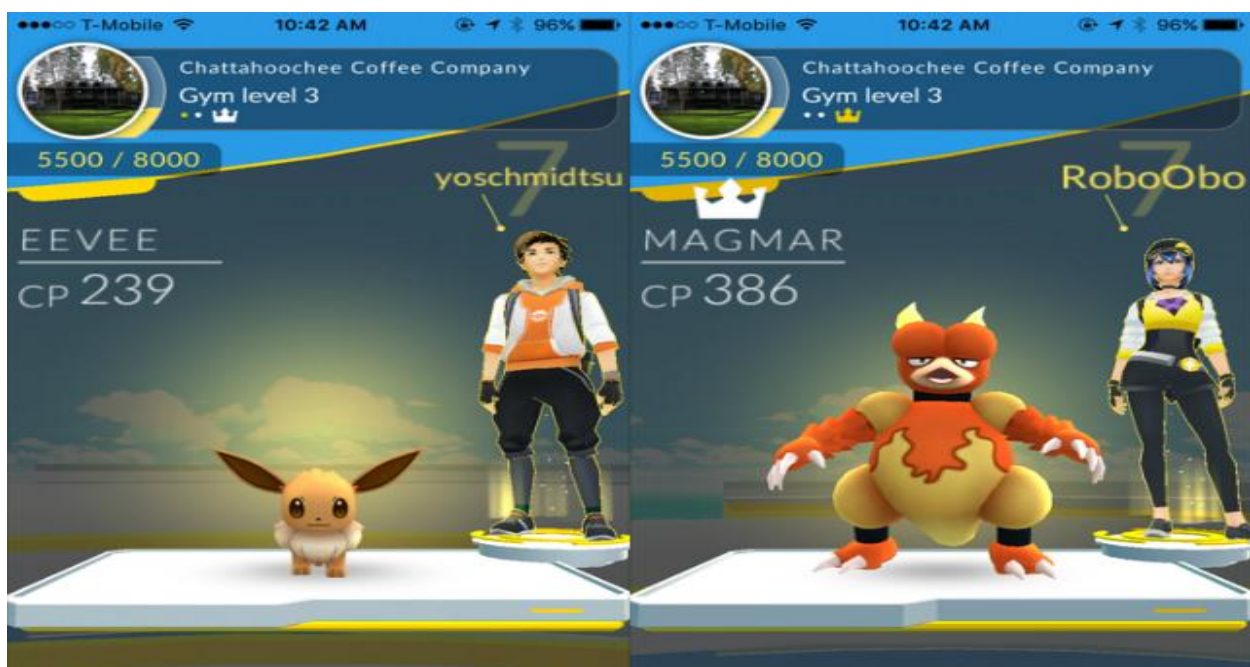 T-Mobile 10:42 AM 96%
Chattahoochee Coffee Company
Gym level 3
5500 / 8000
7
yoschmidtsu
EEVEE
CP 239
T-Mobile 10:42 AM 96%
Chattahoochee Coffee Company
Gym level 3
5500 / 8000
7
RoboObo
MAGMAR
CP 386